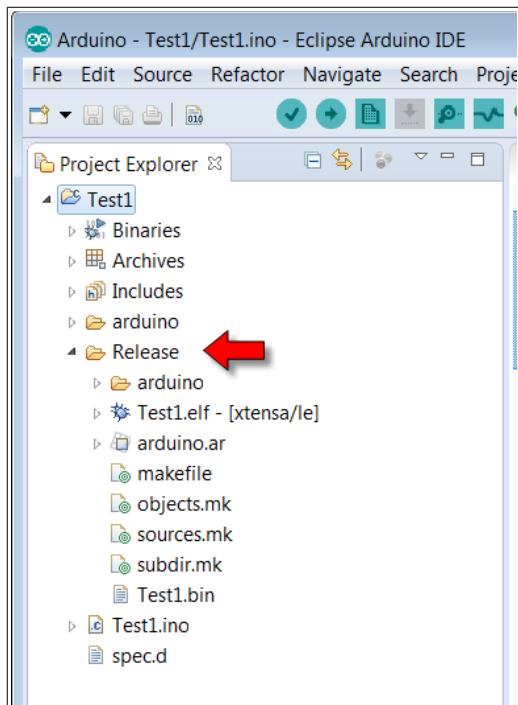 Arduino - Test1/Test1.ino - Eclipse Arduino IDE
File Edit Source Refactor Navigate Search Proje
010
Project Explorer
Test1
Binaries
Archives
Includes
arduino
Release
arduino
Test1.elf - [xtensa/le]
arduino.ar
makefile
objects.mk
sources.mk
subdir.mk
Test1.bin
Test1.ino
spec.d